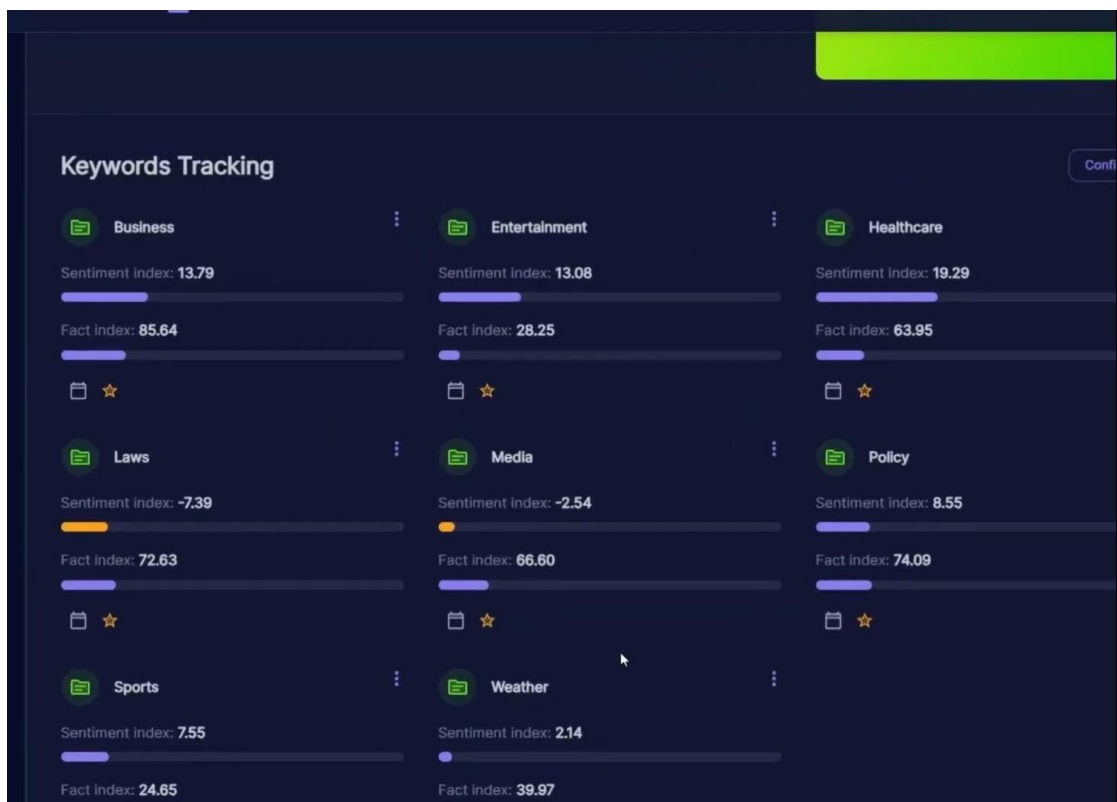 Keywords Tracking
Confi
Business
Sentiment index: 13.79
Fact index: 85.64
Entertainment
Sentiment index: 13.08
Fact index: 28.25
Healthcare
Sentiment index: 19.29
Fact index: 63.95
Laws
Sentiment index: -7.39
Fact index: 72.63
Media
Sentiment index: -2.54
Fact index: 66.60
Policy
Sentiment index: 8.55
Fact index: 74.09
Sports
Sentiment index: 7.55
Fact index: 24.65
Weather
Sentiment index: 2.14
Fact index: 39.97